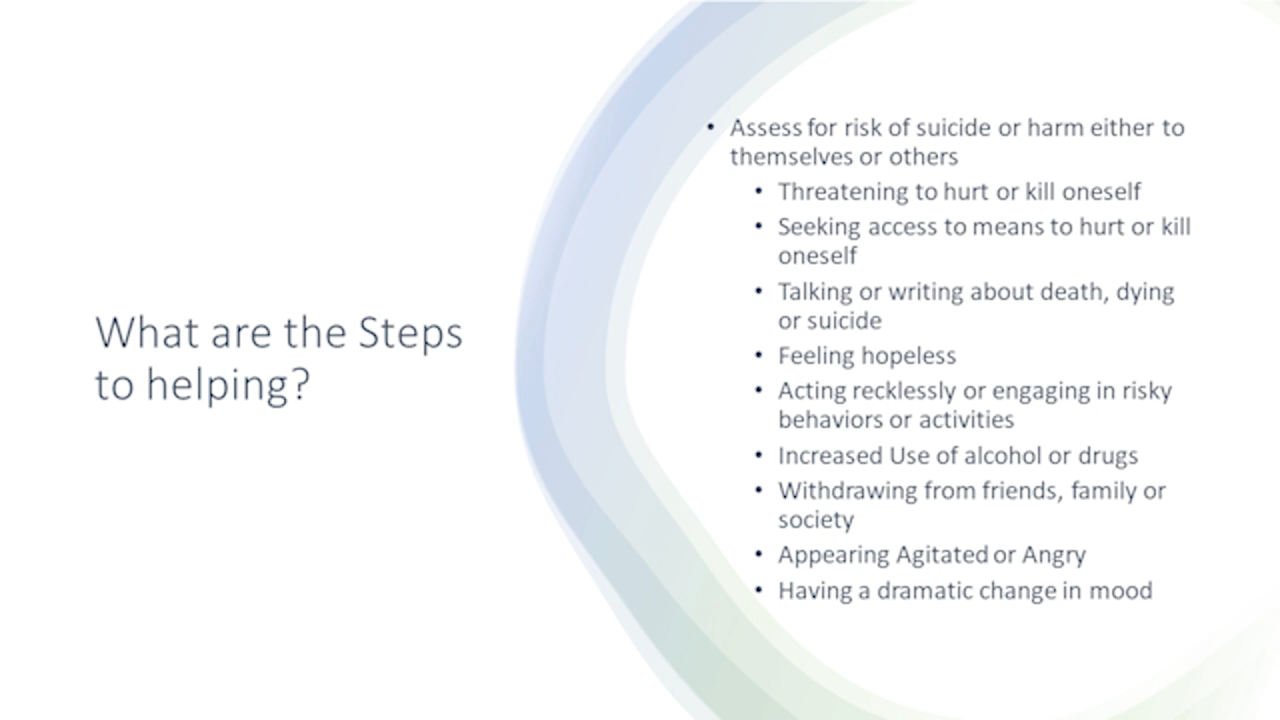 What are the Steps
to helping?
• Assess for risk of suicide or harm either to
themselves or others
• Threatening to hurt or kill oneself
• Seeking access to means to hurt or kill
oneself
• Talking or writing about death, dying
or suicide
• Feeling hopeless
• Acting recklessly or engaging in risky
behaviors or activities
• Increased Use of alcohol or drugs
• Withdrawing from friends, family or
society
• Appearing Agitated or Angry
• Having a dramatic change in mood